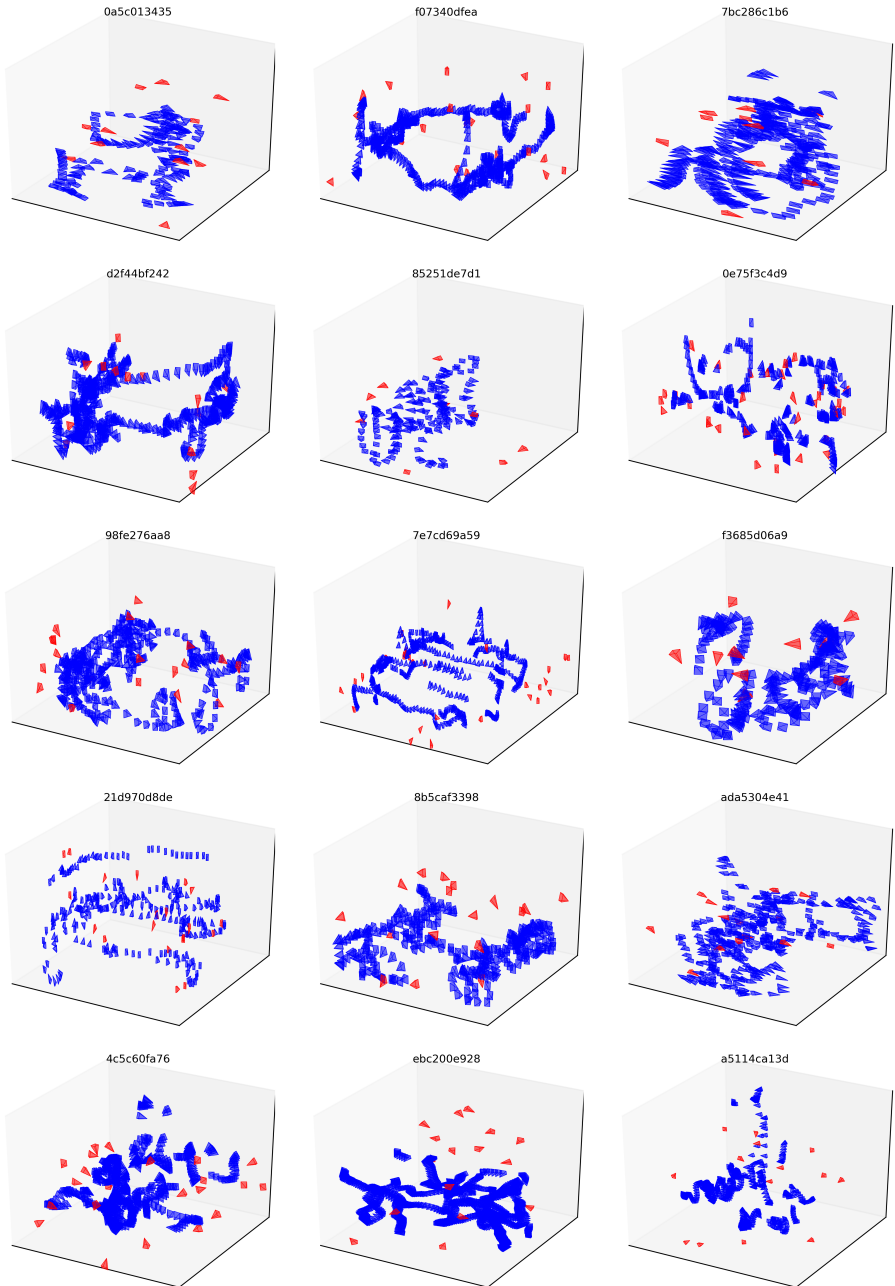 0a5c013435
f07340dfea
7bc286c1b6
d2f44bf242
85251de7d1
0e75f3c4d9
98fe276aa8
7e7cd69a59
f3685d06a9
21d970d8de
8b5caf3398
ada5304e41
4c5c60fa76
ebc200e928
a5114ca13d